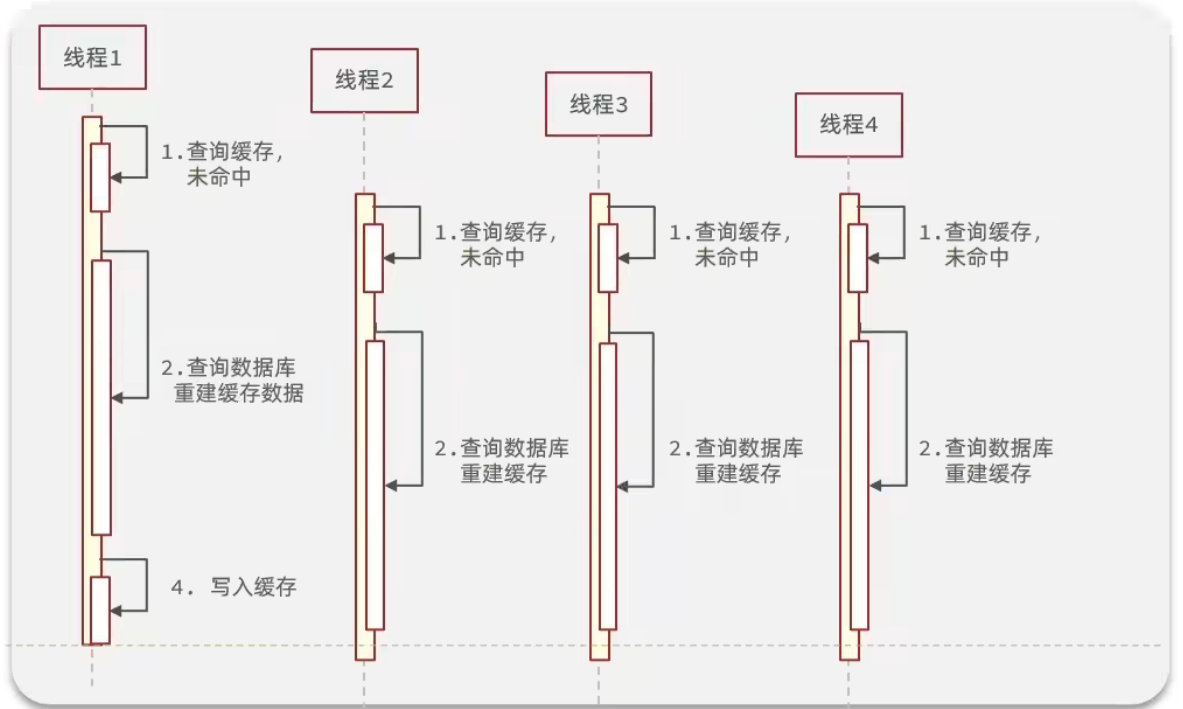 线程1
线程2
线程3
线程4
1.查询缓存,
未命中
1.查询缓存,
未命中
1.查询缓存,
未命中
1.查询缓存,
未命中
2.查询数据库
重建缓存数据
2.查询数据库
重建缓存
2.查询数据库
重建缓存
2.查询数据库
重建缓存
4. 写入缓存